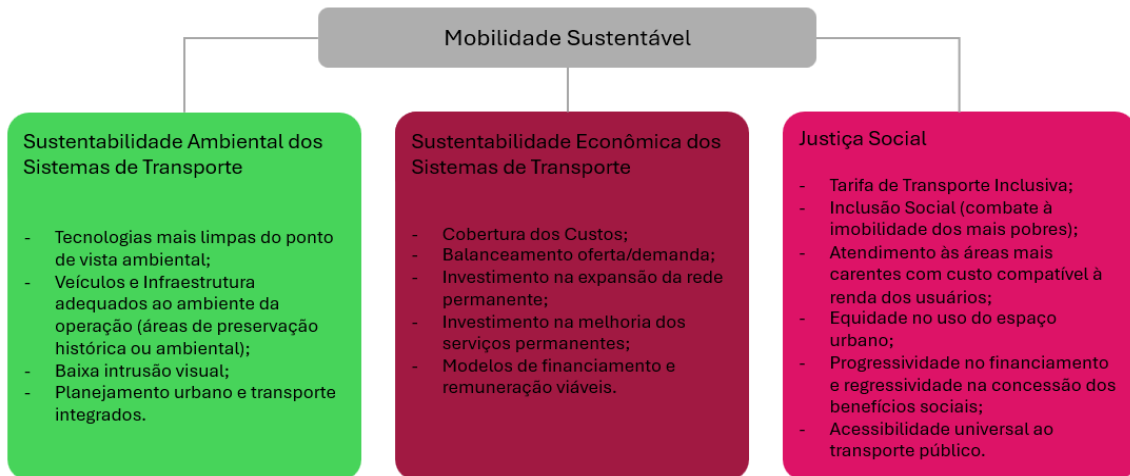 Mobilidade Sustentável
Sustentabilidade Ambiental dos
Sistemas de Transporte
- Tecnologias mais limpas do ponto
de vista ambiental;
- Veículos e Infraestrutura
adequados ao ambiente da
operação (áreas de preservação
histórica ou ambiental);
- Baixa intrusão visual;
- Planejamento urbano e transporte
integrados.
Sustentabilidade Econômica dos
Sistemas de Transporte
- Cobertura dos Custos;
- Balanceamento oferta/demanda;
- Investimento na expansão da rede
permanente;
- Investimento na melhoria dos
serviços permanentes;
- Modelos de financiamento e
remuneração viáveis.
Justiça Social
- Tarifa de Transporte Inclusiva;
- Inclusão Social (combate à
imobilidade dos mais pobres);
- Atendimento às áreas mais
carentes com custo compatível à
renda dos usuários;
- Equidade no uso do espaço
urbano;
- Progressividade no financiamento
e regressividade na concessão dos
benefícios sociais;
- Acessibilidade universal ao
transporte público.